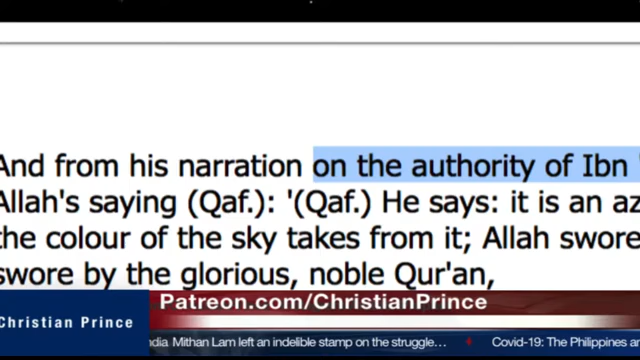 And from his narration on the authority of Ibn
Allah's saying (Qaf.): '(Qaf.) He says: it is an
the colour of the sky takes from it; Allah swore
swore by the glorious, noble Qur'an,
Patreon.com/ChristianPrince
Christian Prince
Mithan Lam left an indelible stamp on the struggle... Covid-19: The Philippines